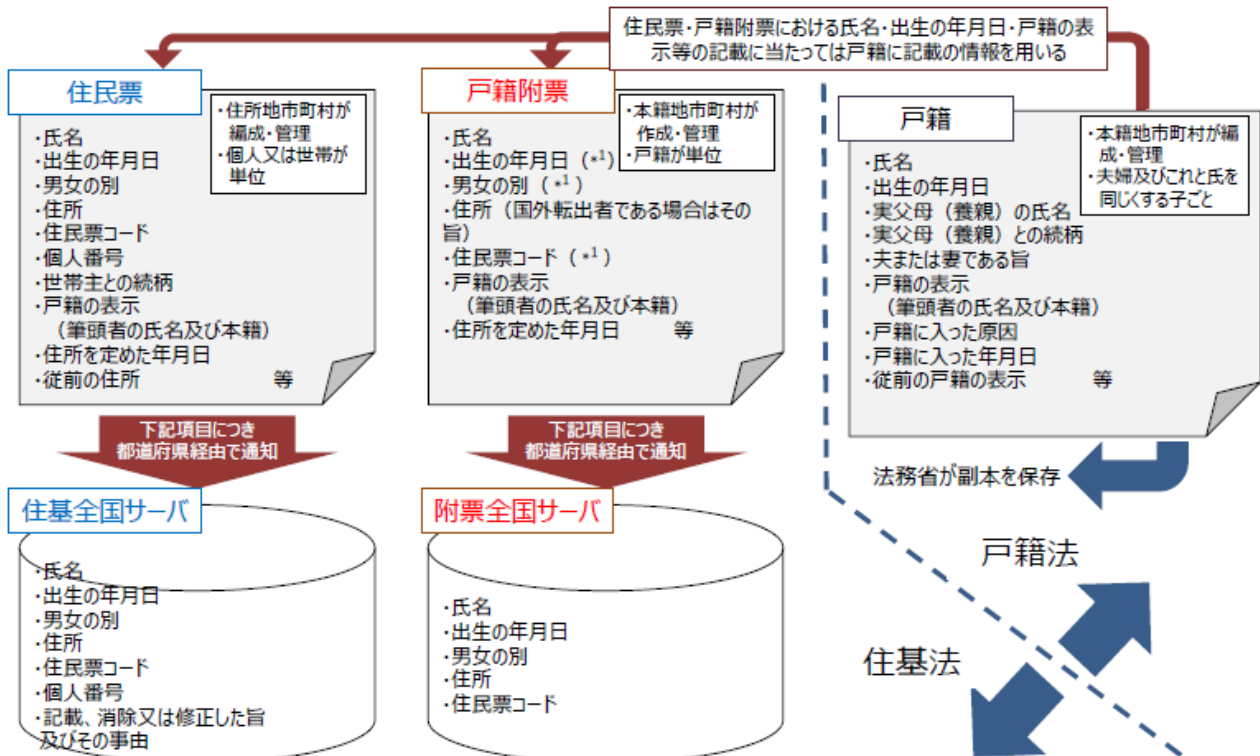 住民票・戸籍附票における氏名・出生の年月日・戸籍の表
示等の記載に当たっては戸籍に記載の情報を用いる
住民票
・住所地市町村が
編成・管理
・個人又は世帯が
単位
・氏名
・出生の年月日
・男女の別
・住所
・住民票コード
・個人番号
・世帯主との続柄
・戸籍の表示
（筆頭者の氏名及び本籍）
・住所を定めた年月日
・従前の住所 等
戸籍附票
・本籍地市町村が
作成・管理
・戸籍が単位
・氏名
・出生の年月日（*1）
・男女の別（*1）
・住所（国外転出者である場合はその
旨）
・住民票コード（*1）
・戸籍の表示
（筆頭者の氏名及び本籍）
・住所を定めた年月日 等
戸籍
・本籍地市町村が編
成・管理
・夫婦及びこれと氏を
同じくする子ごと
・氏名
・出生の年月日
・実父母（養親）の氏名
・実父母（養親）との続柄
・夫または妻である旨
・戸籍の表示
（筆頭者の氏名及び本籍）
・戸籍に入った原因
・戸籍に入った年月日
・従前の戸籍の表示 等
下記項目につき
都道府県経由で通知
下記項目につき
都道府県経由で通知
法務省が副本を保存
住基全国サーバ
・氏名
・出生の年月日
・男女の別
・住所
・住民票コード
・個人番号
・記載、消除又は修正した旨
及びその事由
附票全国サーバ
・氏名
・出生の年月日
・男女の別
・住所
・住民票コード
戸籍法
住基法